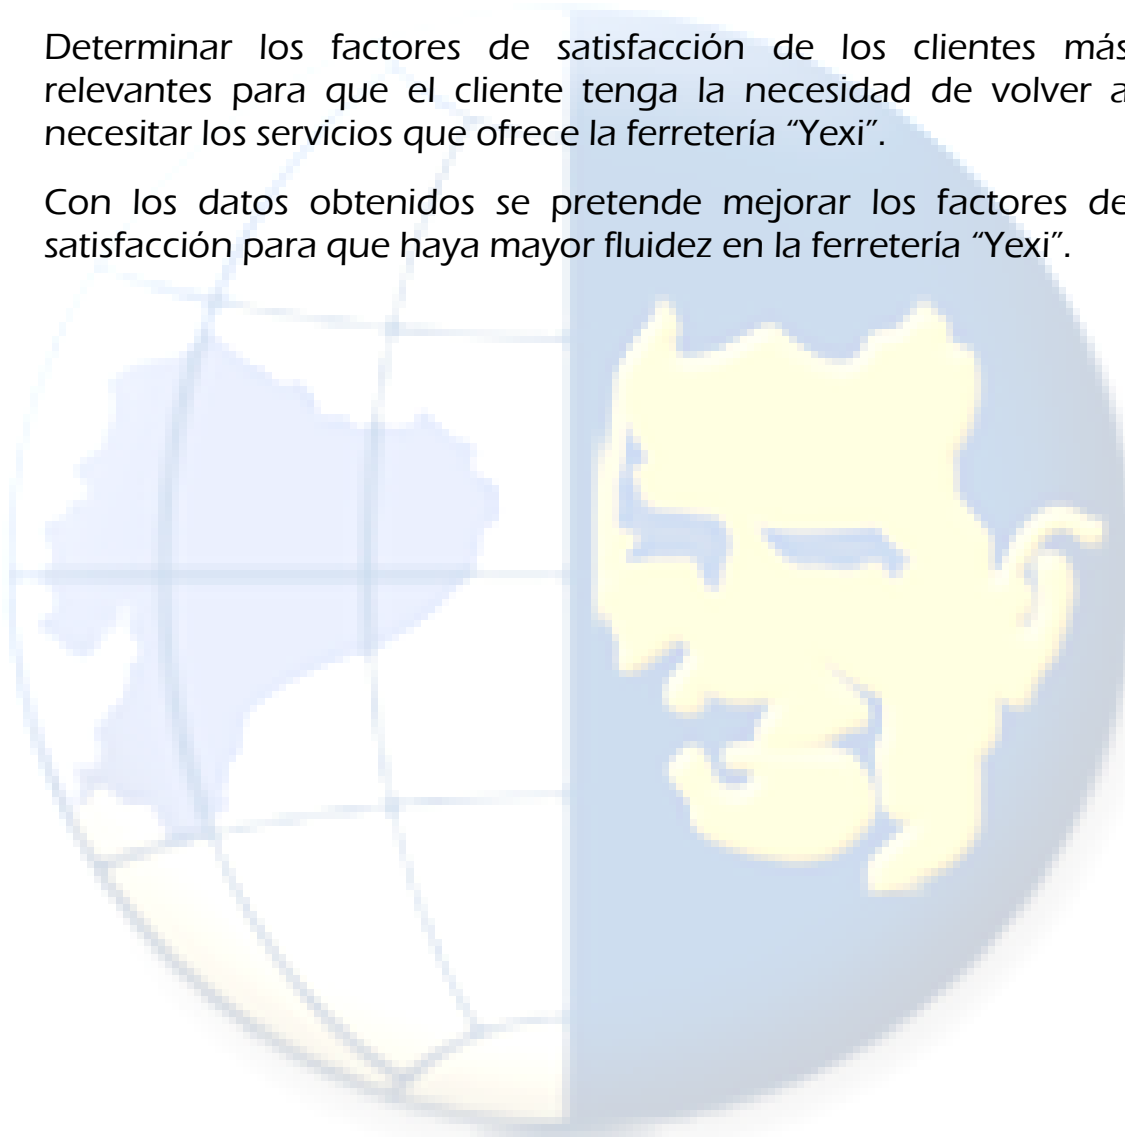 Determinar los factores de satisfacción de los clientes más
relevantes para que el cliente tenga la necesidad de volver a
necesitar los servicios que ofrece la ferretería “Yexi”.
Con los datos obtenidos se pretende mejorar los factores de
satisfacción para que haya mayor fluidez en la ferretería “Yexi”.